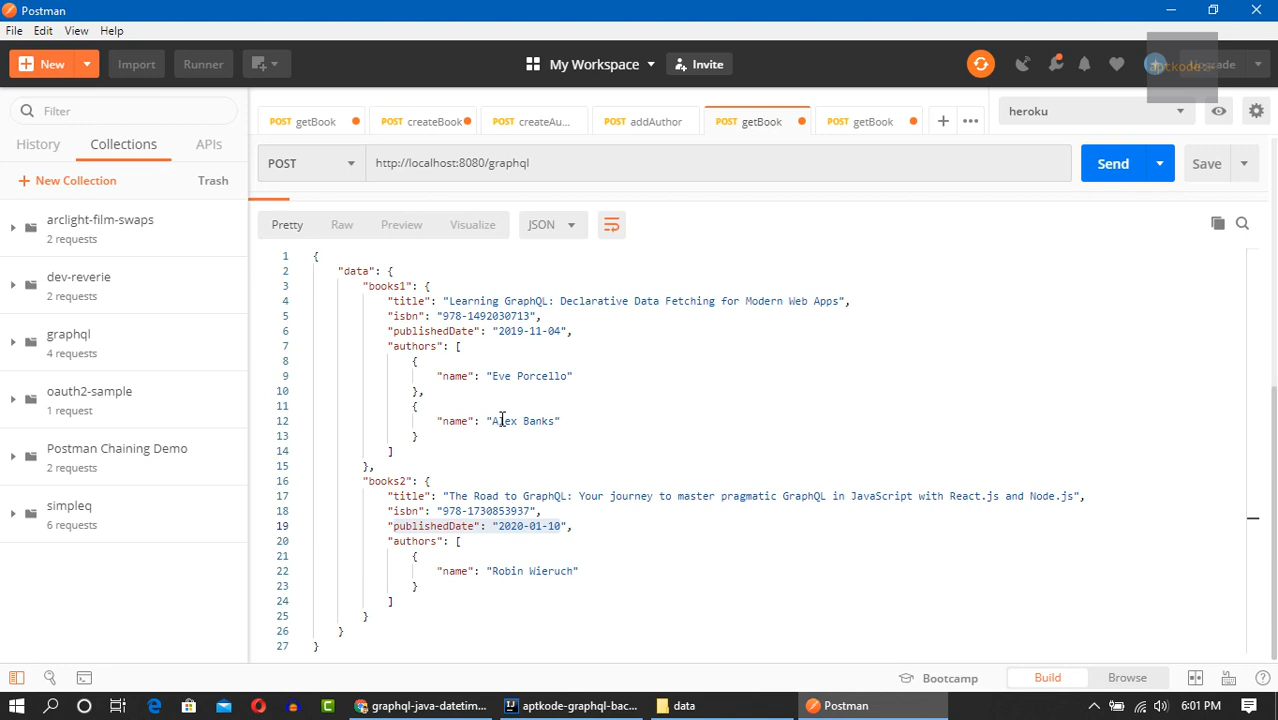 Postman
File Edit View Help
New Import Runner My Workspace Invite aptkode Upgrade
Filter
History Collections APIs
New Collection Trash
arclight-film-swaps
2 requests
dev-reverie
2 requests
graphql
4 requests
oauth2-sample
1 request
Postman Chaining Demo
2 requests
simpleq
6 requests
POST getBook POST createBook POST createAu... POST addAuthor POST getBook POST getBook heroku
POST http://localhost:8080/graphql Send Save
Pretty Raw Preview Visualize JSON
1 {
2 "data": {
3 "books1": {
4 "title": "Learning GraphQL: Declarative Data Fetching for Modern Web Apps",
5 "isbn": "978-1492030713",
6 "publishedDate": "2019-11-04",
7 "authors": [
8 {
9 "name": "Eve Porcello"
10 },
11 {
12 "name": "Alex Banks"
13 }
14 ]
15 },
16 "books2": {
17 "title": "The Road to GraphQL: Your journey to master pragmatic GraphQL in JavaScript with React.js and Node.js",
18 "isbn": "978-1730853937",
19 "publishedDate": "2020-01-10",
20 "authors": [
21 {
22 "name": "Robin Wieruch"
23 }
24 ]
25 }
26 }
27 }
Bootcamp Build Browse
graphql-java-datetim... aptkode-graphql-bac... data Postman 6:01 PM